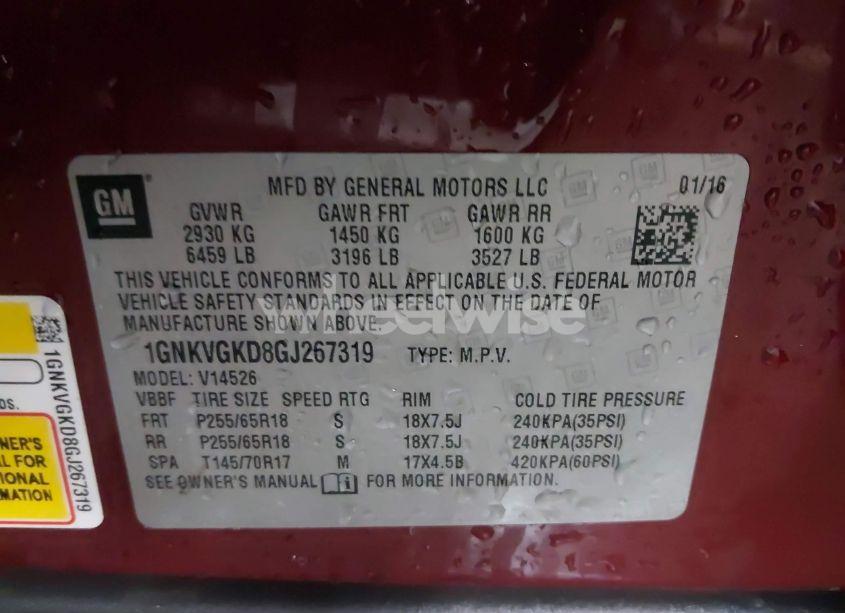 GM
MFD BY GENERAL MOTORS LLC 01/16
GVWR GAWR FRT GAWR RR
2930 KG 1450 KG 1600 KG
6459 LB 3196 LB 3527 LB
THIS VEHICLE CONFORMS TO ALL APPLICABLE U.S. FEDERAL MOTOR
VEHICLE SAFETY STANDARDS IN EFFECT ON THE DATE OF
MANUFACTURE SHOWN ABOVE.
1GNKVGKD8GJ267319 TYPE: M.P.V.
MODEL: V14526
VBBF TIRE SIZE SPEED RTG RIM COLD TIRE PRESSURE
FRT P255/65R18 S 18X7.5J 240KPA(35PSI)
RR P255/65R18 S 18X7.5J 240KPA(35PSI)
SPA T145/70R17 M 17X4.5B 420KPA(60PSI)
SEE OWNER'S MANUAL FOR MORE INFORMATION.
wheelwise
1GNKVGKD8GJ267319